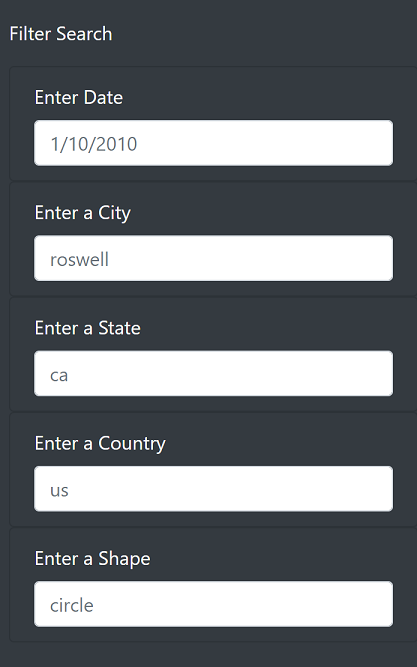 Filter Search
Enter Date
1/10/2010
Enter a City
roswell
Enter a State
ca
Enter a Country
us
Enter a Shape
circle